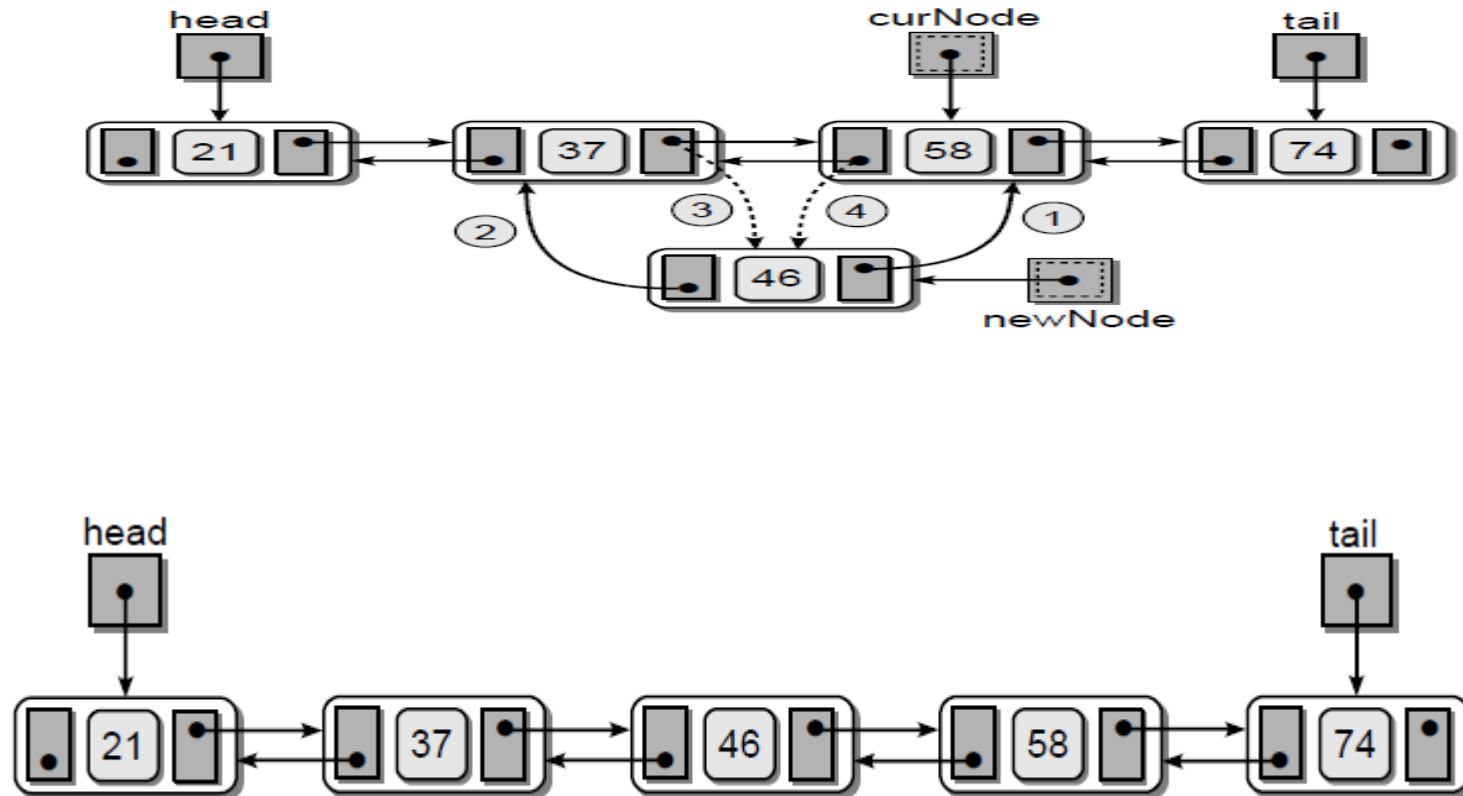 head curNode tail
21 37 58 74
2 3 4 1
46
newNode
head tail
21 37 46 58 74